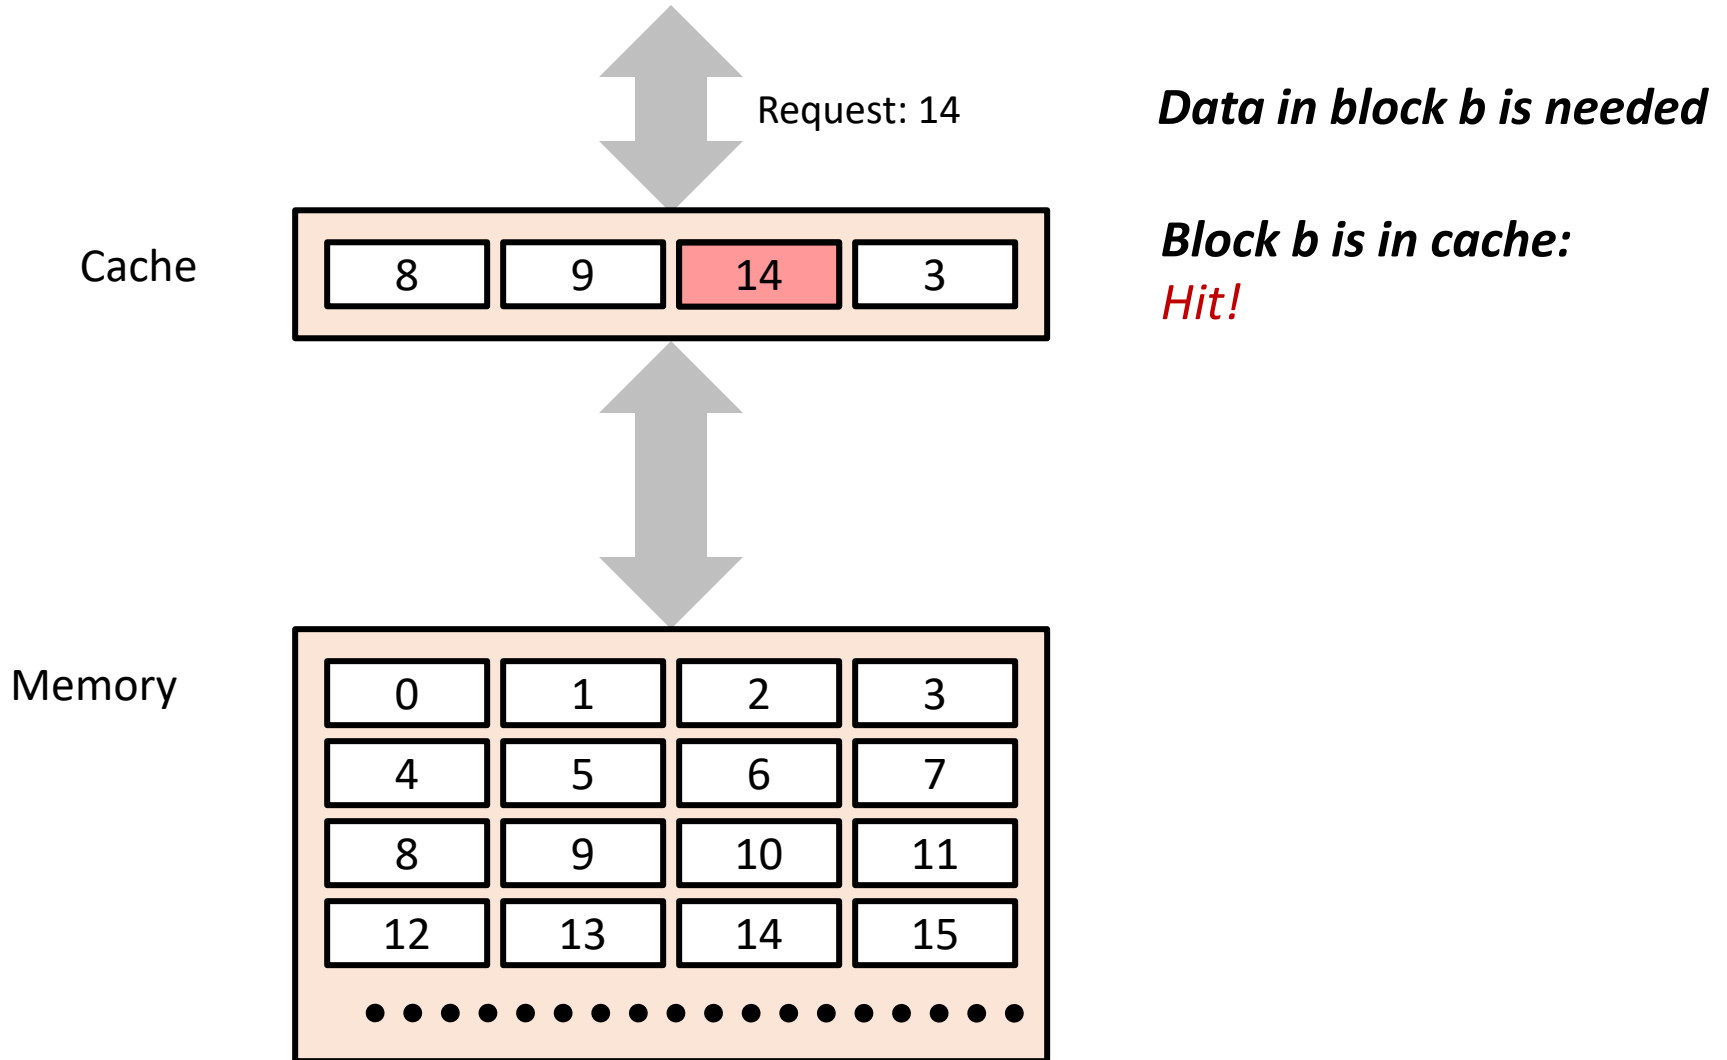 Request: 14
Data in block b is needed
Cache
8 9 14 3
Block b is in cache:
Hit!
Memory
0 1 2 3
4 5 6 7
8 9 10 11
12 13 14 15